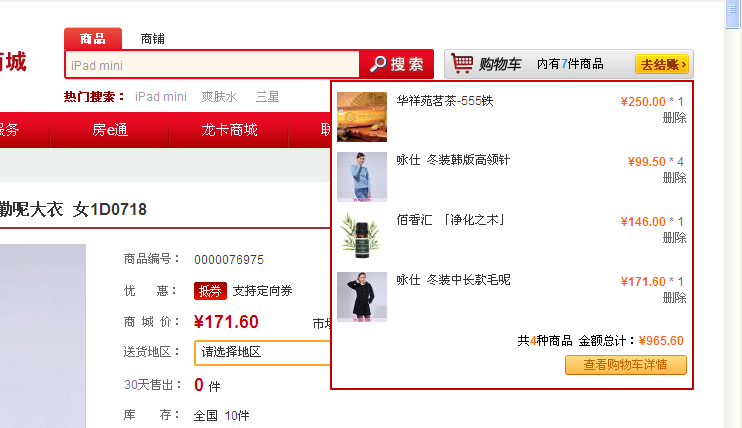 商品 商铺
商城
iPad mini 搜索
购物车 内有7件商品 去结账›
热门搜索： iPad mini 爽肤水 三星
服务 房e通 龙卡商城
华祥苑茗茶-555铁 ¥250.00 * 1
删除
咏仕 冬装韩版高领针 ¥99.50 * 4
删除
勒呢大衣 女1D0718
佰香汇 「净化之木」 ¥146.00 * 1
删除
商品编号： 0000076975
咏仕 冬装中长款毛呢 ¥171.60 * 1
删除
优 惠： 抵券 支持定向券
商 城 价： ¥171.60 市场
共4种商品 金额总计：¥965.60
送货地区： 请选择地区
查看购物车详情
30天售出： 0 件
库 存： 全国 10件